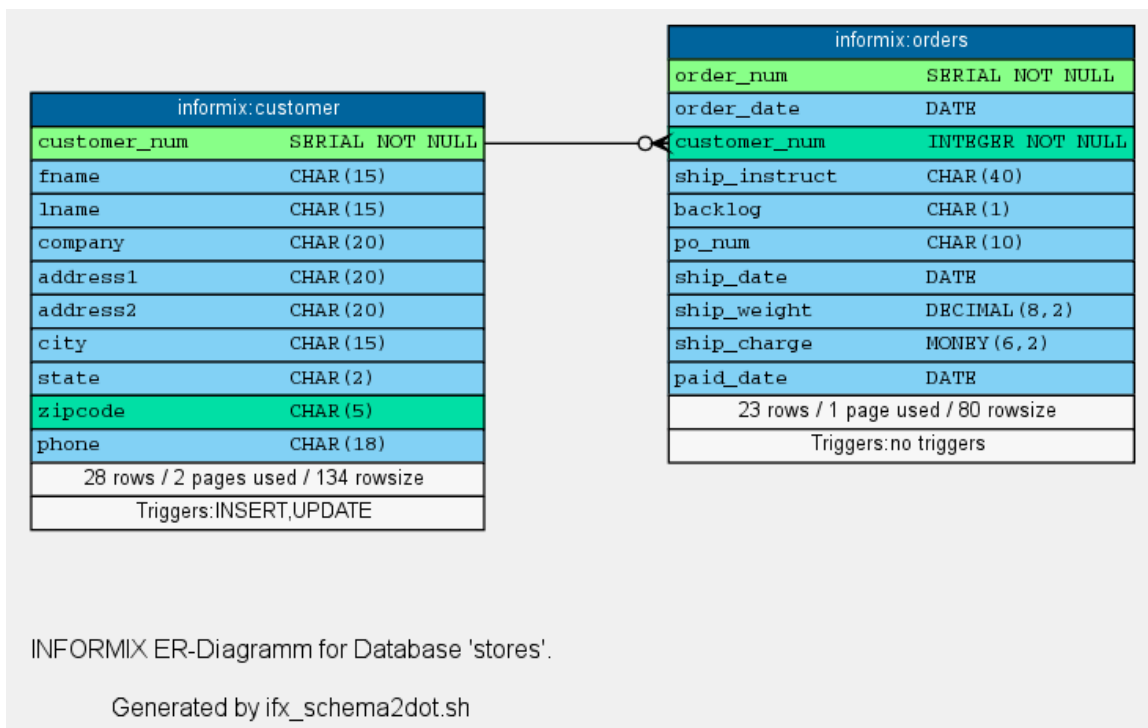 informix:customer
customer_num SERIAL NOT NULL
fname CHAR(15)
lname CHAR(15)
company CHAR(20)
address1 CHAR(20)
address2 CHAR(20)
city CHAR(15)
state CHAR(2)
zipcode CHAR(5)
phone CHAR(18)
28 rows / 2 pages used / 134 rowsize
Triggers:INSERT,UPDATE
informix:orders
order_num SERIAL NOT NULL
order_date DATE
customer_num INTEGER NOT NULL
ship_instruct CHAR(40)
backlog CHAR(1)
po_num CHAR(10)
ship_date DATE
ship_weight DECIMAL(8,2)
ship_charge MONEY(6,2)
paid_date DATE
23 rows / 1 page used / 80 rowsize
Triggers:no triggers
INFORMIX ER-Diagramm for Database 'stores'.
Generated by ifx_schema2dot.sh